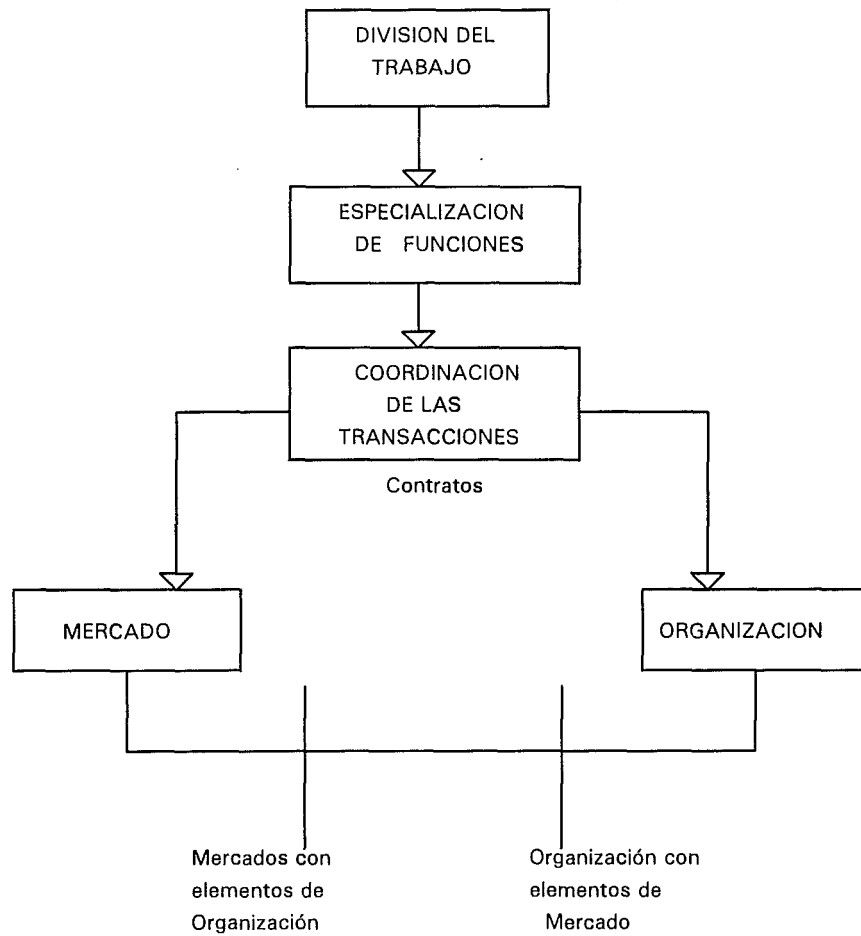 DIVISION DEL
TRABAJO
ESPECIALIZACION
DE FUNCIONES
COORDINACION
DE LAS
TRANSACCIONES
Contratos
MERCADO
ORGANIZACION
Mercados con
elementos de
Organización
Organización con
elementos de
Mercado